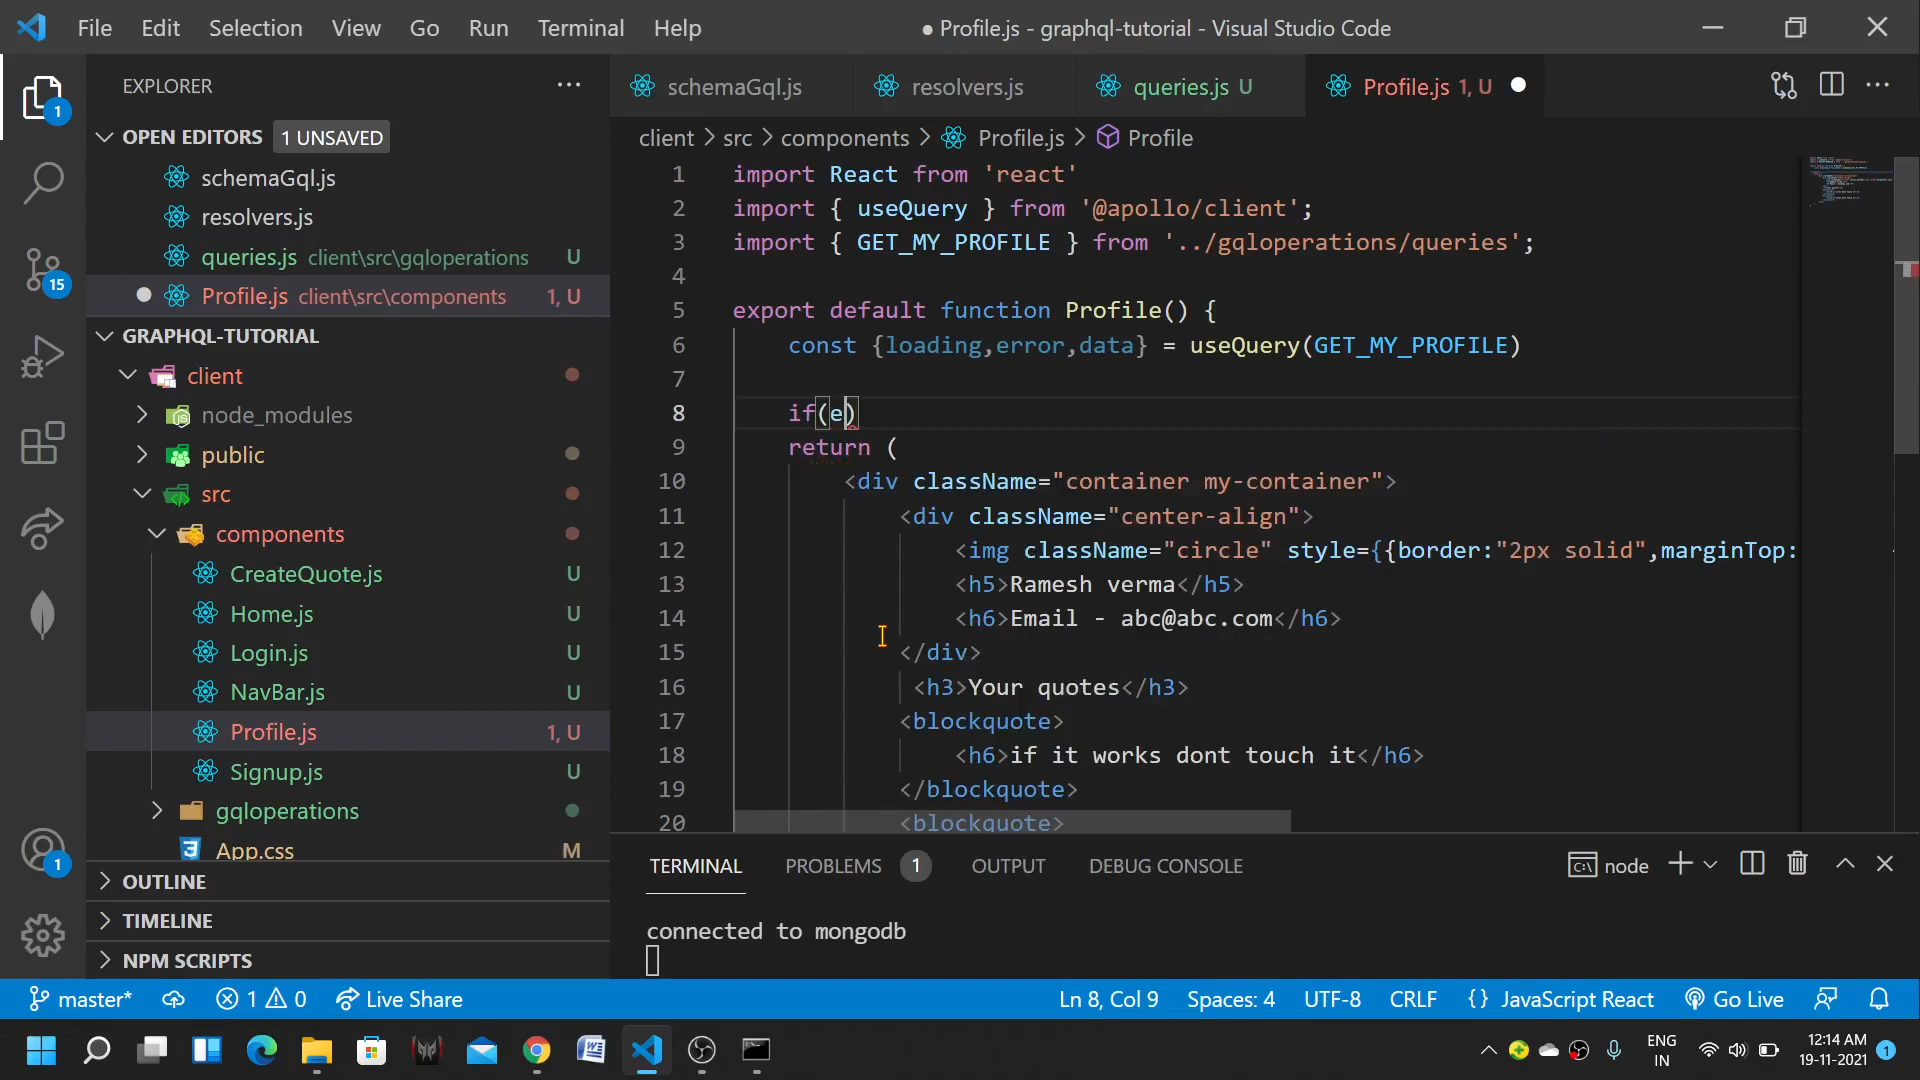 File Edit Selection View Go Run Terminal Help
● Profile.js - graphql-tutorial - Visual Studio Code
EXPLORER
OPEN EDITORS 1 UNSAVED
schemaGql.js
resolvers.js
queries.js client\src\gqloperations U
Profile.js client\src\components 1, U
GRAPHQL-TUTORIAL
client
node_modules
public
src
components
CreateQuote.js U
Home.js U
Login.js U
NavBar.js U
Profile.js 1, U
Signup.js U
gqloperations
App.css M
OUTLINE
TIMELINE
NPM SCRIPTS
1
15
1
schemaGql.js resolvers.js queries.js U Profile.js 1, U
client > src > components > Profile.js > Profile
1 import React from 'react'
2 import { useQuery } from '@apollo/client';
3 import { GET_MY_PROFILE } from '../gqloperations/queries';
4
5 export default function Profile() {
6 const {loading,error,data} = useQuery(GET_MY_PROFILE)
7
8 if(e)
9 return (
10 <div className="container my-container">
11 <div className="center-align">
12 <img className="circle" style={{border:"2px solid",marginTop:
13 <h5>Ramesh verma</h5>
14 <h6>Email - abc@abc.com</h6>
15 </div>
16 <h3>Your quotes</h3>
17 <blockquote>
18 <h6>if it works dont touch it</h6>
19 </blockquote>
20 <blockquote>
TERMINAL PROBLEMS 1 OUTPUT DEBUG CONSOLE
node
connected to mongodb
master* 1 0 Live Share
Ln 8, Col 9 Spaces: 4 UTF-8 CRLF {} JavaScript React Go Live
ENG
IN
12:14 AM
19-11-2021
1